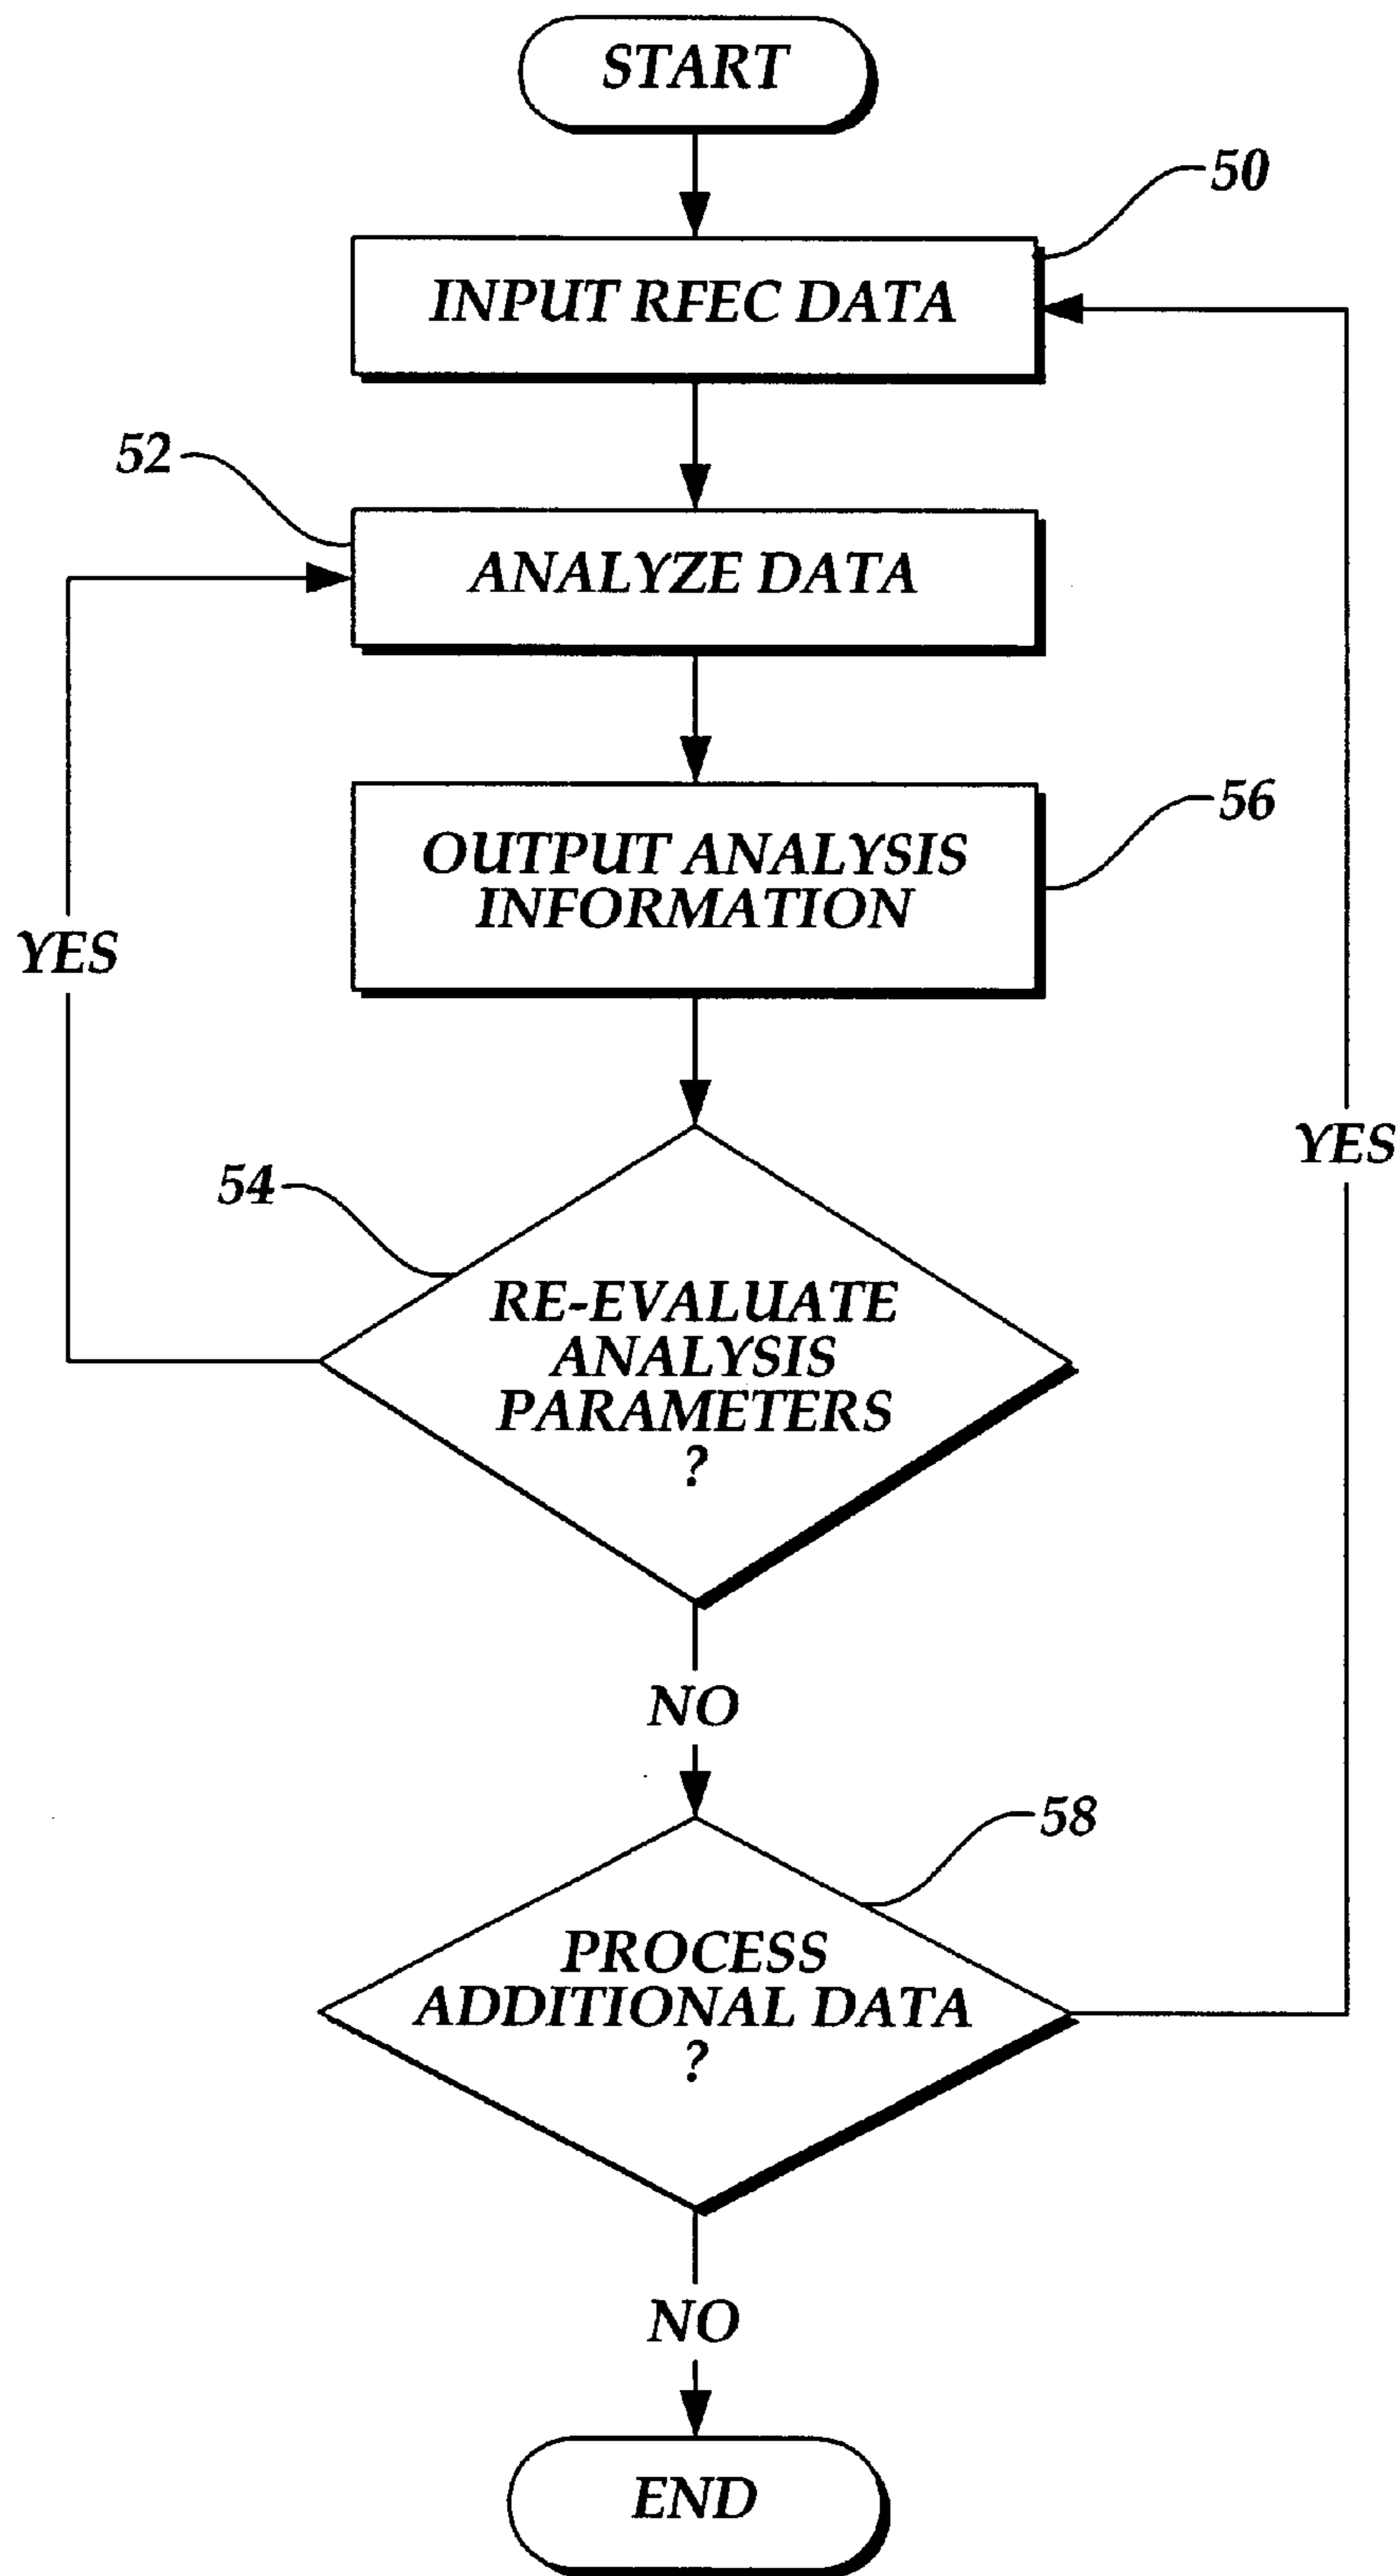 START
50
INPUT RFEC DATA
52
ANALYZE DATA
56
OUTPUT ANALYSIS
INFORMATION
YES
YES
54
RE-EVALUATE
ANALYSIS
PARAMETERS
?
NO
58
PROCESS
ADDITIONAL DATA
?
NO
END